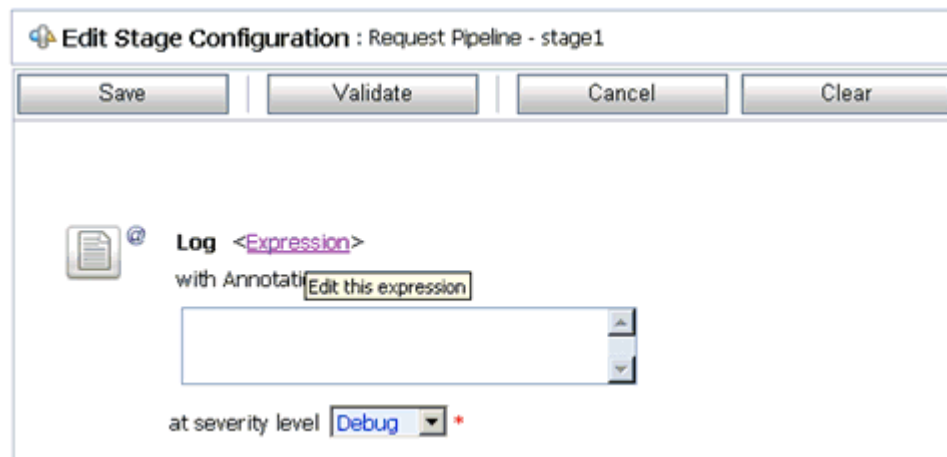 Edit Stage Configuration : Request Pipeline - stage1
Save Validate Cancel Clear
@ Log <Expression>
with Annotati
Edit this expression
at severity level Debug *